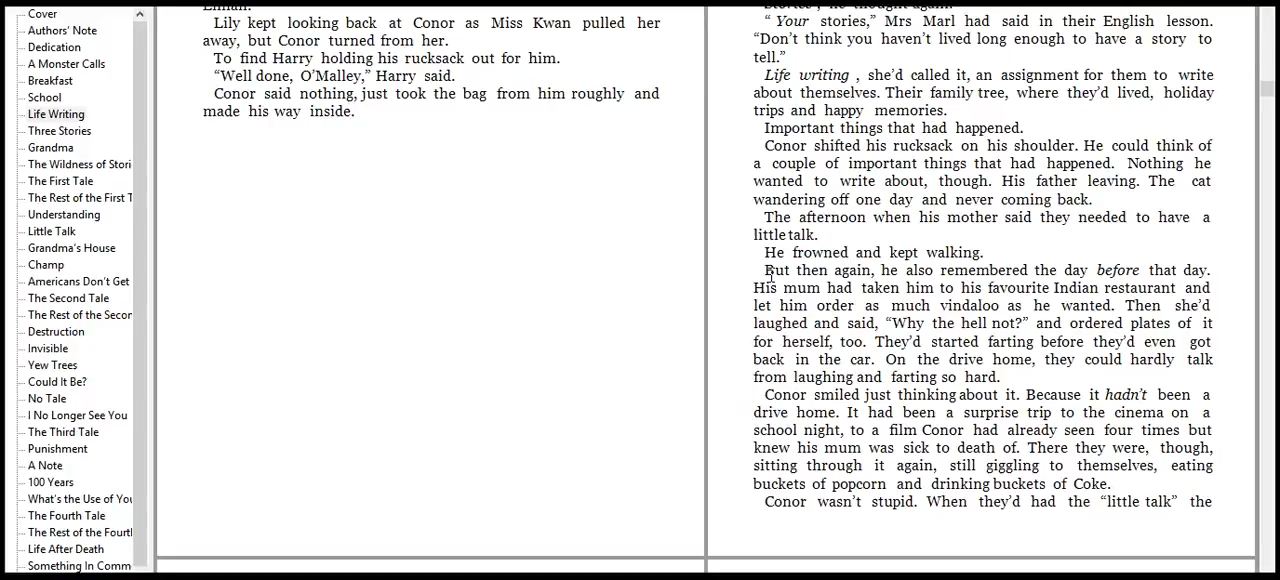 Cover
Authors' Note
Dedication
A Monster Calls
Breakfast
School
Life Writing
Three Stories
Grandma
The Wildness of Stori
The First Tale
The Rest of the First T
Understanding
Little Talk
Grandma's House
Champ
Americans Don't Get
The Second Tale
The Rest of the Secor
Destruction
Invisible
Yew Trees
Could It Be?
No Tale
I No Longer See You
The Third Tale
Punishment
A Note
100 Years
What's the Use of You
The Fourth Tale
The Rest of the Fourtl
Life After Death
Something In Comm
Lily kept looking back at Conor as Miss Kwan pulled her
away, but Conor turned from her.
To find Harry holding his rucksack out for him.
“Well done, O’Malley,” Harry said.
Conor said nothing, just took the bag from him roughly and
made his way inside.
“ Your stories,” Mrs Marl had said in their English lesson.
“Don’t think you haven’t lived long enough to have a story to
tell.”
Life writing , she’d called it, an assignment for them to write
about themselves. Their family tree, where they’d lived, holiday
trips and happy memories.
Important things that had happened.
Conor shifted his rucksack on his shoulder. He could think of
a couple of important things that had happened. Nothing he
wanted to write about, though. His father leaving. The cat
wandering off one day and never coming back.
The afternoon when his mother said they needed to have a
little talk.
He frowned and kept walking.
But then again, he also remembered the day before that day.
His mum had taken him to his favourite Indian restaurant and
let him order as much vindaloo as he wanted. Then she’d
laughed and said, “Why the hell not?” and ordered plates of it
for herself, too. They’d started farting before they’d even got
back in the car. On the drive home, they could hardly talk
from laughing and farting so hard.
Conor smiled just thinking about it. Because it hadn’t been a
drive home. It had been a surprise trip to the cinema on a
school night, to a film Conor had already seen four times but
knew his mum was sick to death of. There they were, though,
sitting through it again, still giggling to themselves, eating
buckets of popcorn and drinking buckets of Coke.
Conor wasn’t stupid. When they’d had the “little talk” the